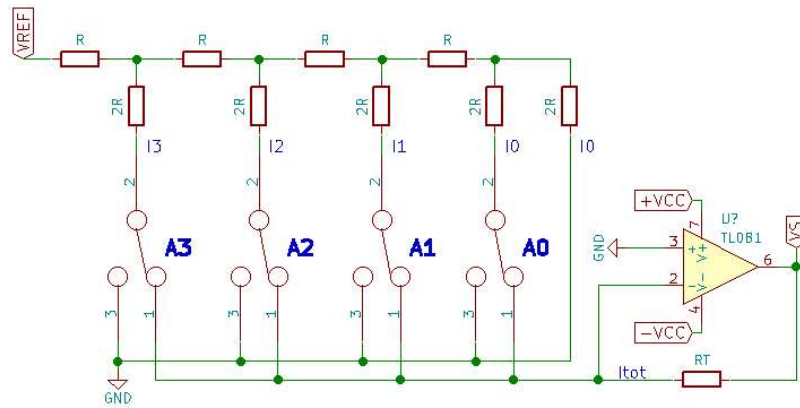 VREF
R R R R
2R 2R 2R 2R 2R
I3 I2 I1 I0 I0
2 2 2 2
A3 A2 A1 A0
3 1 3 1 3 1 3 1
GND
+VCC
U?
TL081
7
GND
3 + V+
6
VS
2 - V-
4
-VCC
Itot
RT